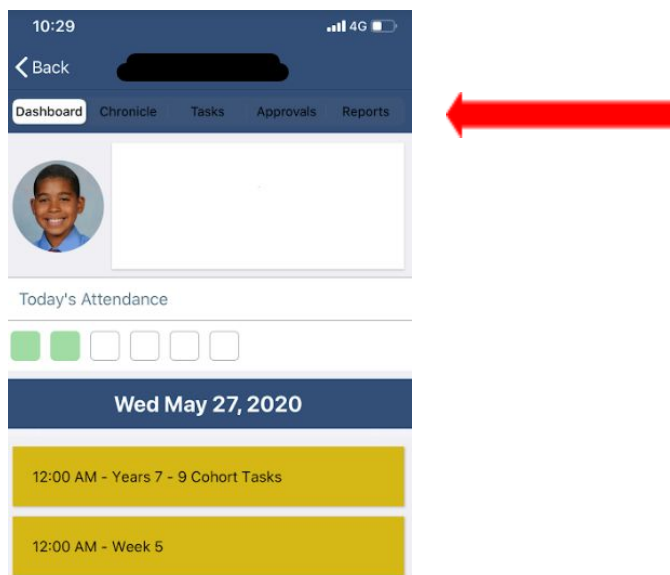 10:29 4G
Back
Dashboard Chronicle Tasks Approvals Reports
Today's Attendance
Wed May 27, 2020
12:00 AM - Years 7 - 9 Cohort Tasks
12:00 AM - Week 5